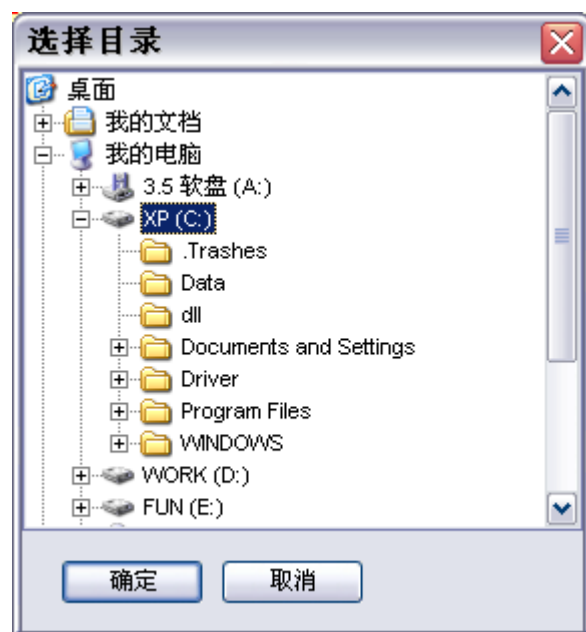 选择目录
桌面
我的文档
我的电脑
3.5 软盘 (A:)
XP (C:)
.Trashes
Data
dll
Documents and Settings
Driver
Program Files
WINDOWS
WORK (D:)
FUN (E:)
确定 取消